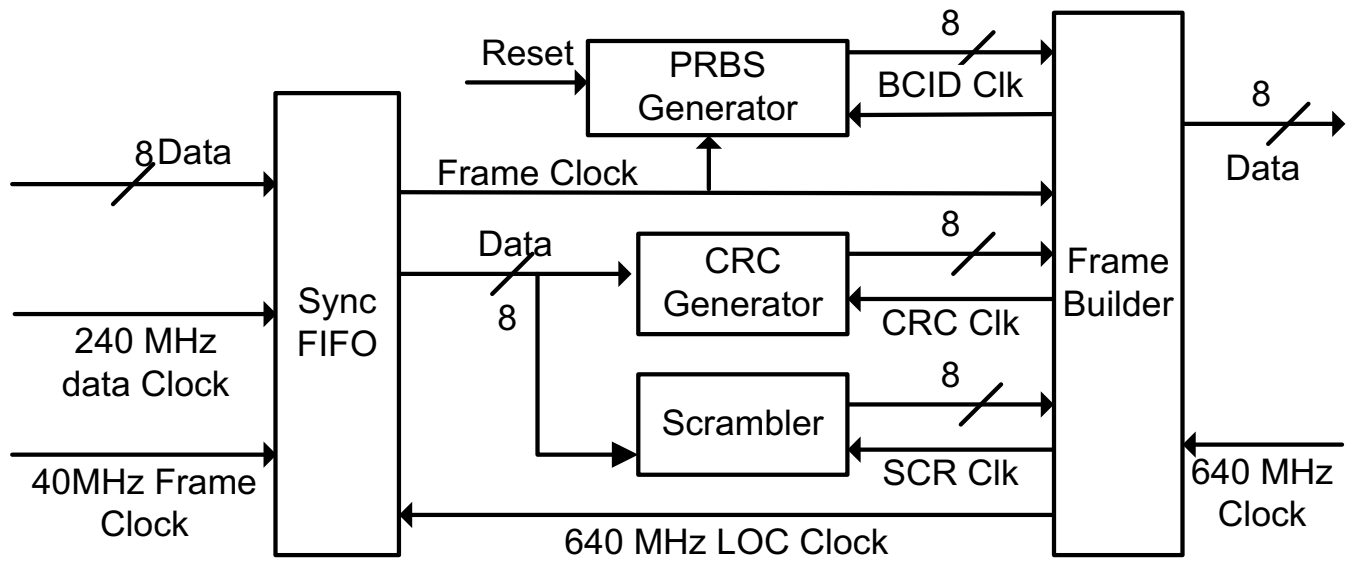 Reset
PRBS
Generator
8
BCID Clk
8
Data
8 Data
Frame Clock
Data
8
CRC
Generator
8
CRC Clk
Frame
Builder
Sync
FIFO
240 MHz
data Clock
Scrambler
8
SCR Clk
40MHz Frame
Clock
640 MHz
Clock
640 MHz LOC Clock